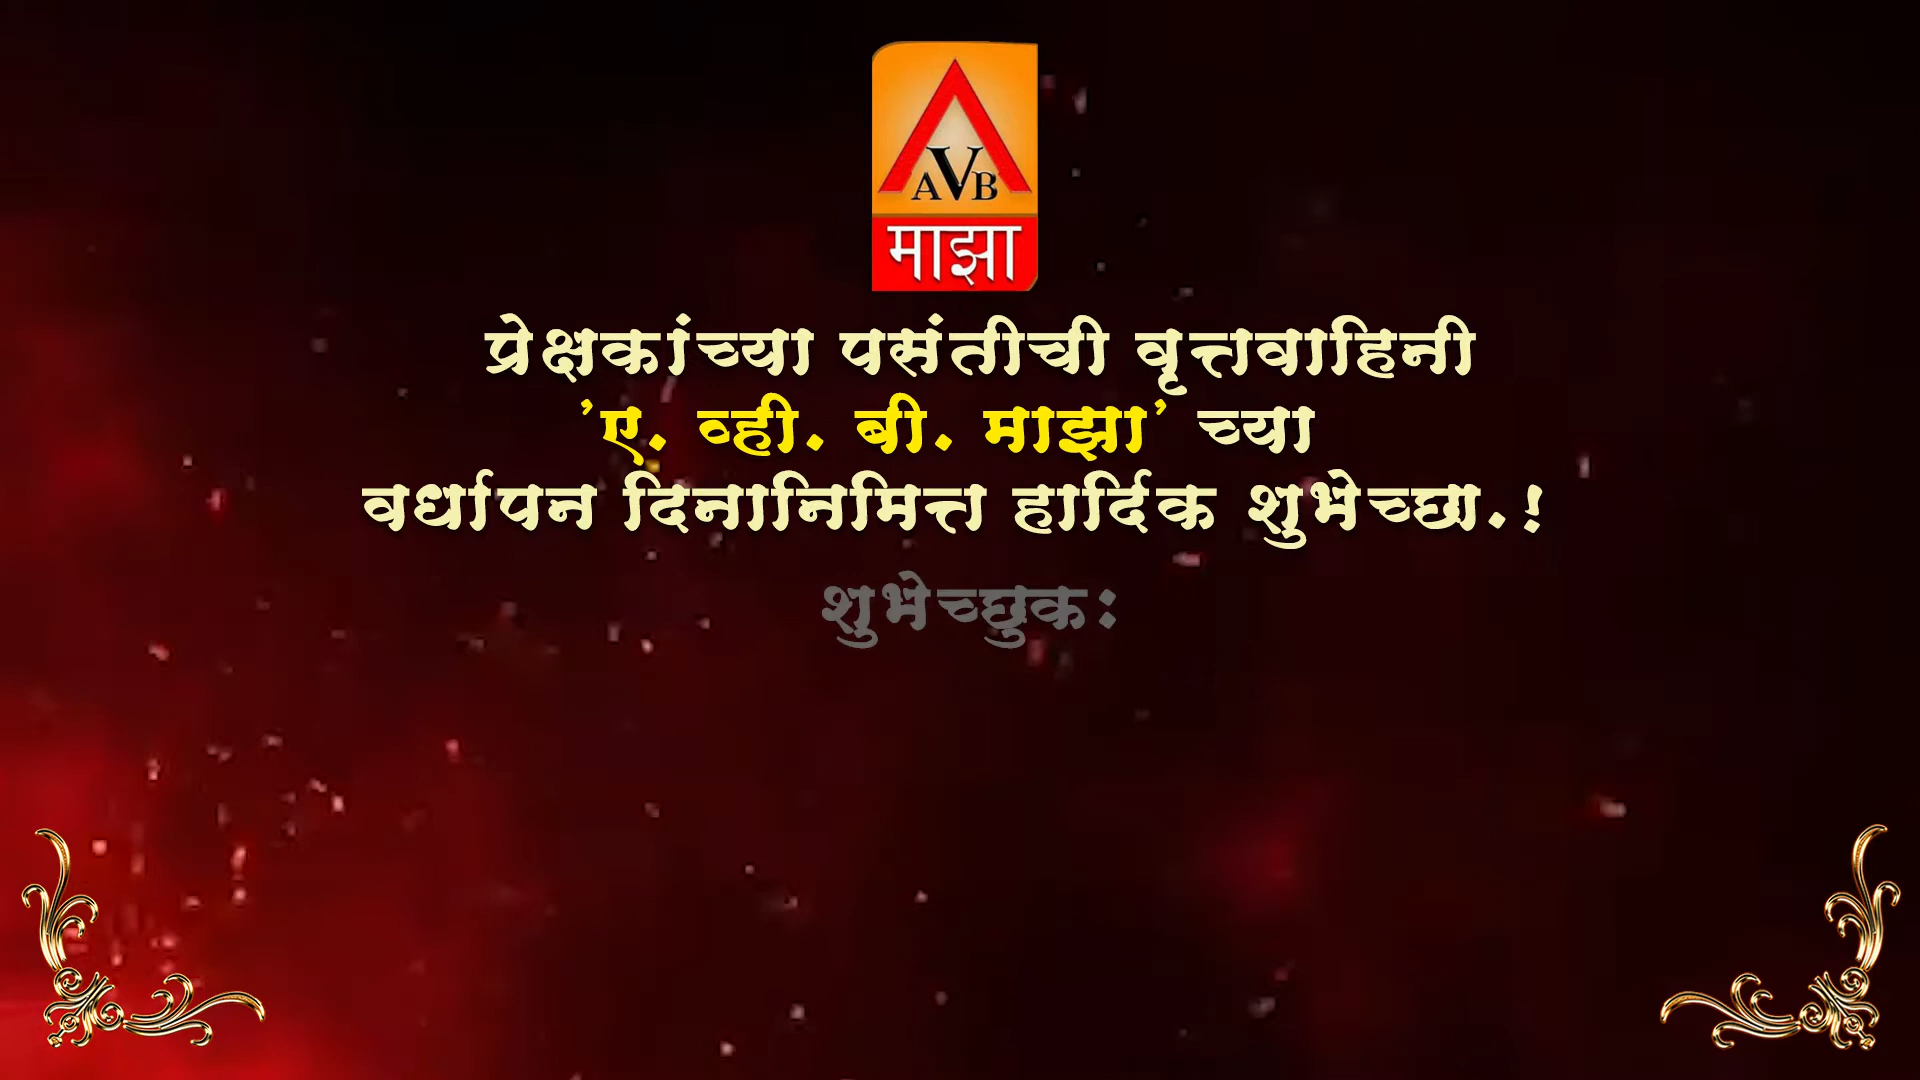 AVB
माझा
प्रेक्षकांच्या पसंतीची वृत्तवाहिनी
'ए. व्ही. बी. माझा' च्या
वर्धापन दिनानिमित्त हार्दिक शुभेच्छा.!
शुभेच्छुक: